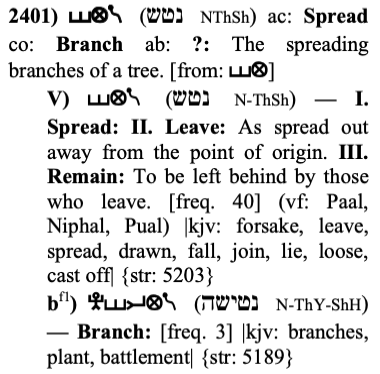 2401) (נטש NThSh) ac: Spread
co: Branch ab: ?: The spreading
branches of a tree. [from: ]
V) (נטש N-ThSh) — I.
Spread: II. Leave: As spread out
away from the point of origin. III.
Remain: To be left behind by those
who leave. [freq. 40] (vf: Paal,
Niphal, Pual) |kjv: forsake, leave,
spread, drawn, fall, join, lie, loose,
cast off| {str: 5203}
bᶠ¹) (נטישה N-ThY-ShH)
— Branch: [freq. 3] |kjv: branches,
plant, battlement| {str: 5189}